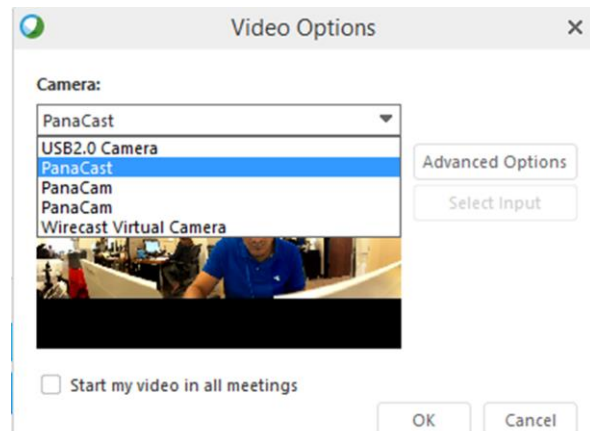 Video Options
Camera:
PanaCast
USB2.0 Camera
PanaCast
PanaCam
PanaCam
Wirecast Virtual Camera
Advanced Options
Select Input
Start my video in all meetings
OK Cancel